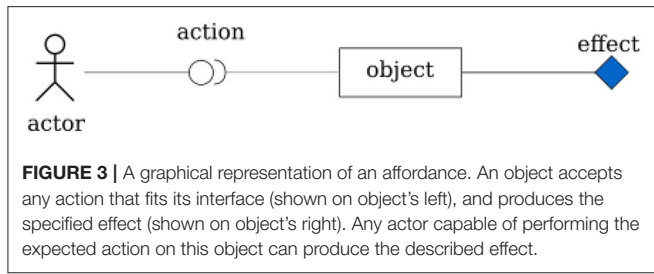 action
effect
object
actor
FIGURE 3 | A graphical representation of an affordance. An object accepts
any action that fits its interface (shown on object's left), and produces the
specified effect (shown on object's right). Any actor capable of performing the
expected action on this object can produce the described effect.